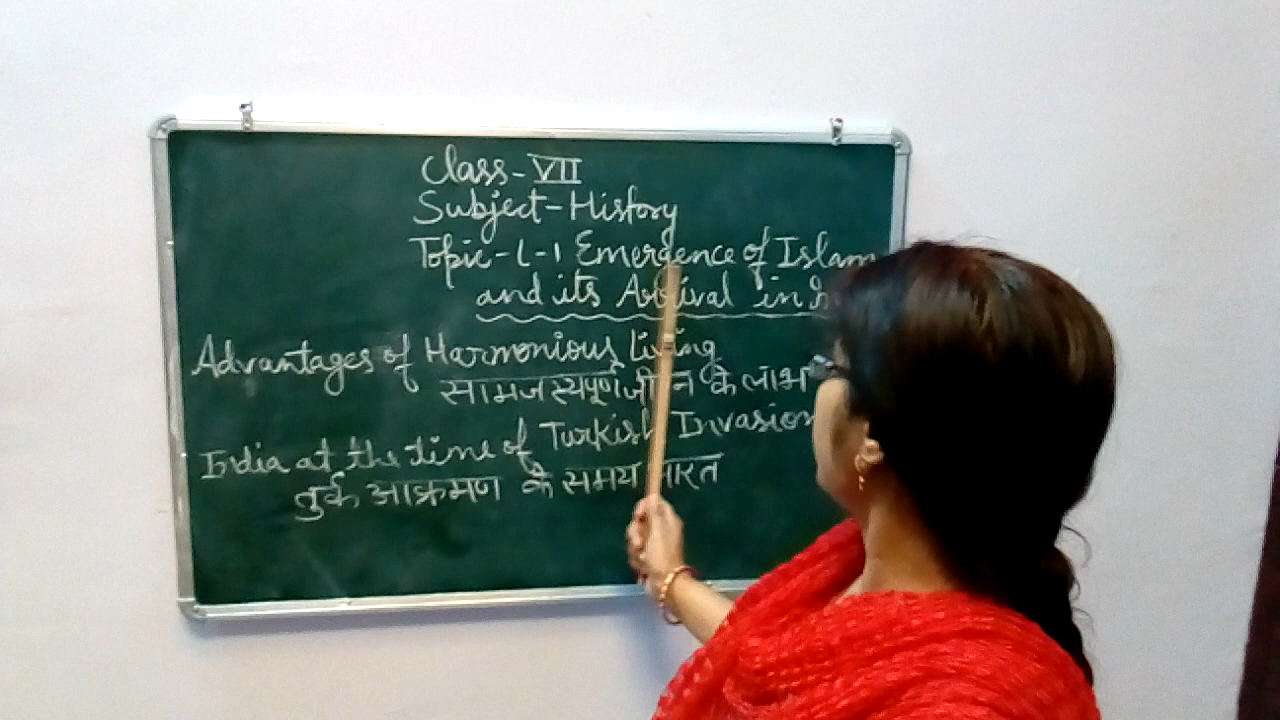 Class-VII
Subject-History
Topic-L-1 Emergence of Islam
and its Arrival in
Advantages of Harmonious Living
सामजस्यपूर्ण के लाभ
India at the time of Turkish Invasion
तुर्क आक्रमण के समय भारत